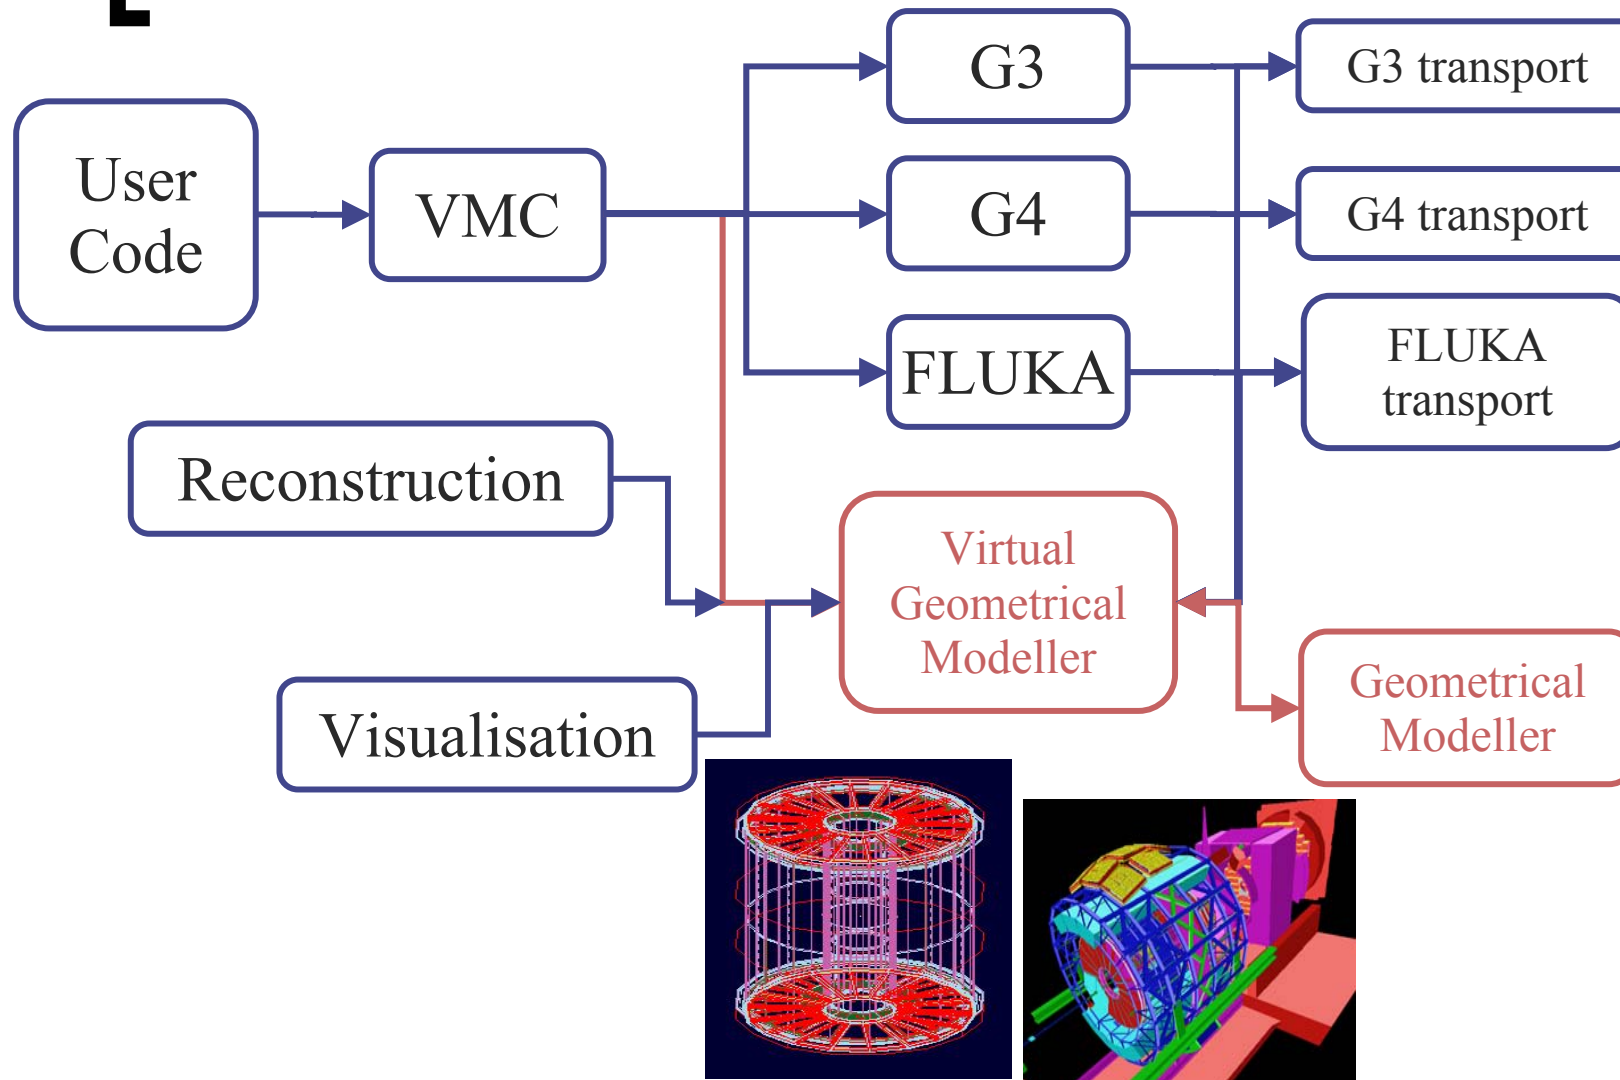 G3
G3 transport
User
Code
VMC
G4
G4 transport
FLUKA
FLUKA
transport
Reconstruction
Virtual
Geometrical
Modeller
Visualisation
Geometrical
Modeller